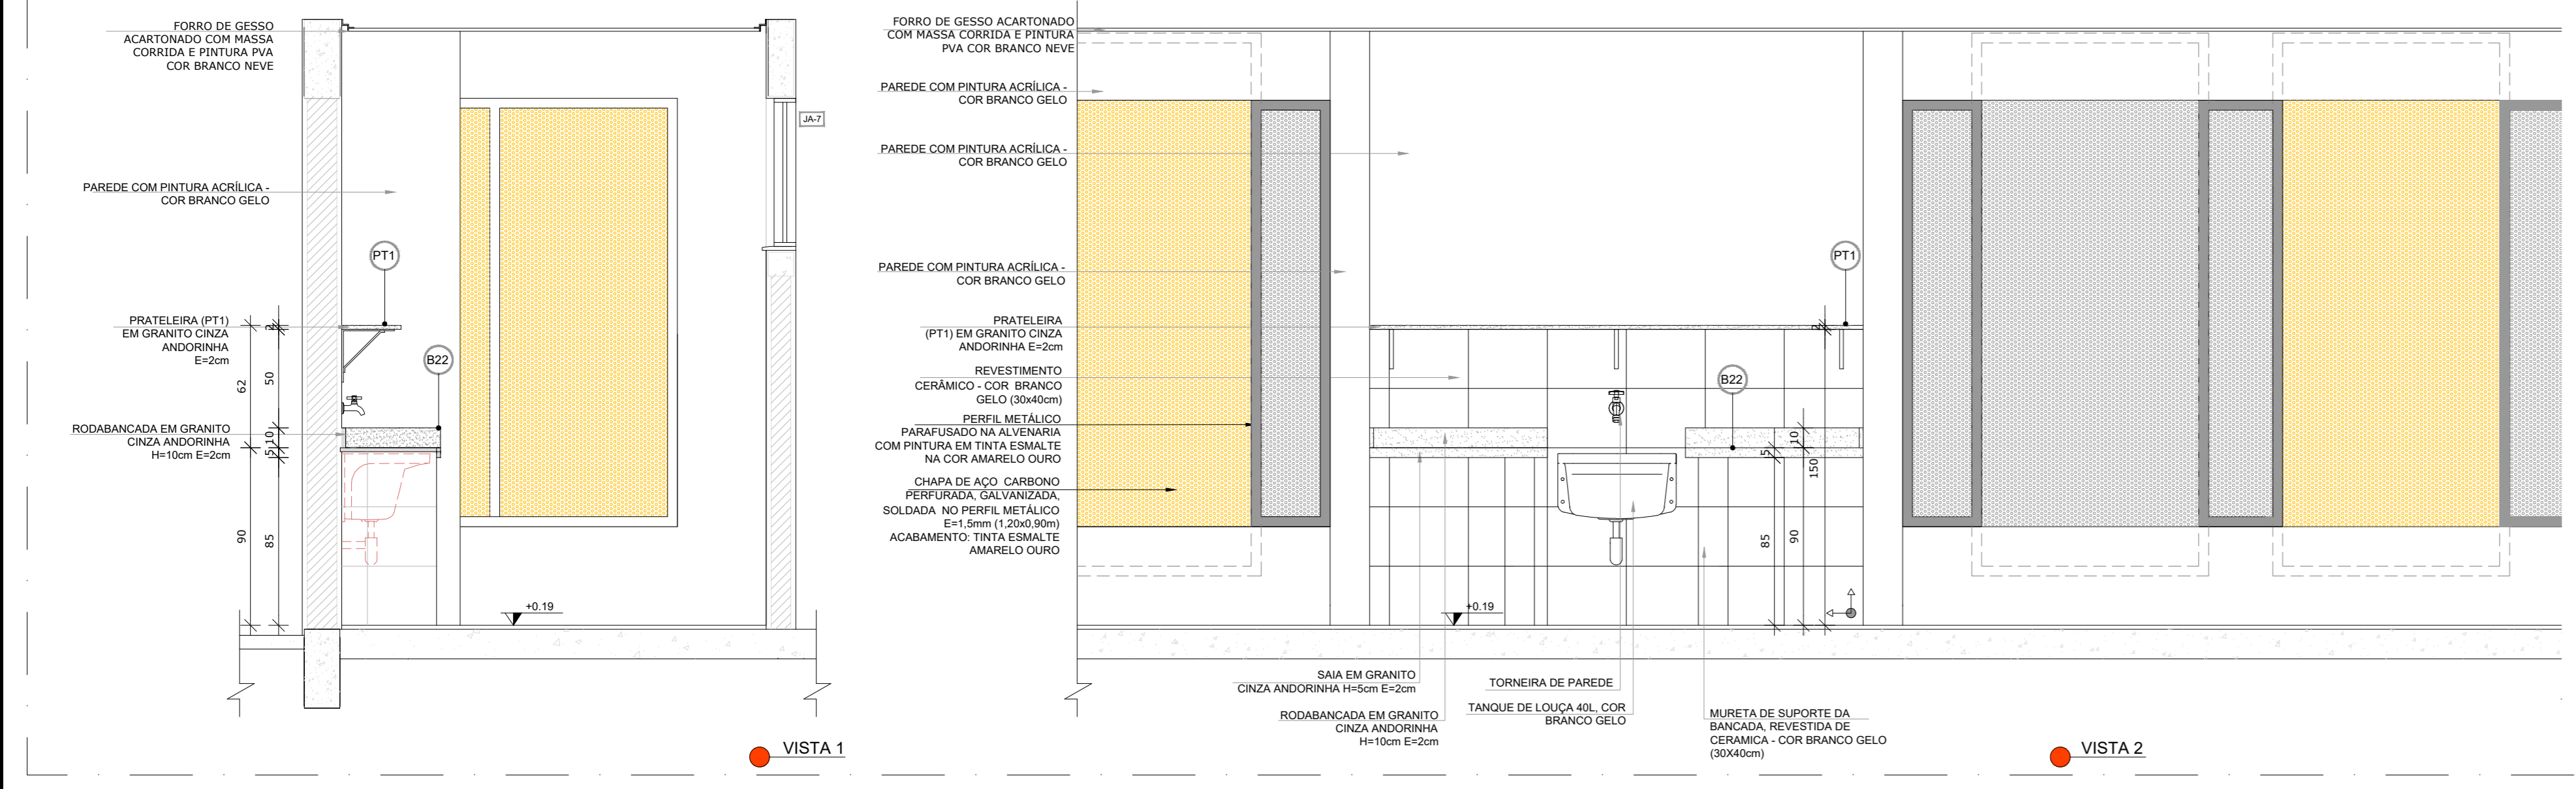 FORRO DE GESSO
ACARTONADO COM MASSA
CORRIDA E PINTURA PVA
COR BRANCO NEVE
PAREDE COM PINTURA ACRÍLICA -
COR BRANCO GELO
PT1
PRATELEIRA (PT1)
EM GRANITO CINZA
ANDORINHA
E=2cm
B22
RODABANCADA EM GRANITO
CINZA ANDORINHA
H=10cm E=2cm
62
2
50
10
5
90
85
JA-7
+0.19
VISTA 1
FORRO DE GESSO ACARTONADO
COM MASSA CORRIDA E PINTURA
PVA COR BRANCO NEVE
PAREDE COM PINTURA ACRÍLICA -
COR BRANCO GELO
PAREDE COM PINTURA ACRÍLICA -
COR BRANCO GELO
PAREDE COM PINTURA ACRÍLICA -
COR BRANCO GELO
PRATELEIRA
(PT1) EM GRANITO CINZA
ANDORINHA E=2cm
REVESTIMENTO
CERÂMICO - COR BRANCO
GELO (30x40cm)
PERFIL METÁLICO
PARAFUSADO NA ALVENARIA
COM PINTURA EM TINTA ESMALTE
NA COR AMARELO OURO
CHAPA DE AÇO CARBONO
PERFURADA, GALVANIZADA,
SOLDADA NO PERFIL METÁLICO
E=1,5mm (1,20x0,90m)
ACABAMENTO: TINTA ESMALTE
AMARELO OURO
PT1
B22
2
10
5
150
85
90
+0.19
SAIA EM GRANITO
CINZA ANDORINHA H=5cm E=2cm
RODABANCADA EM GRANITO
CINZA ANDORINHA
H=10cm E=2cm
TORNEIRA DE PAREDE
TANQUE DE LOUÇA 40L, COR
BRANCO GELO
MURETA DE SUPORTE DA
BANCADA, REVESTIDA DE
CERAMICA - COR BRANCO GELO
(30X40cm)
VISTA 2